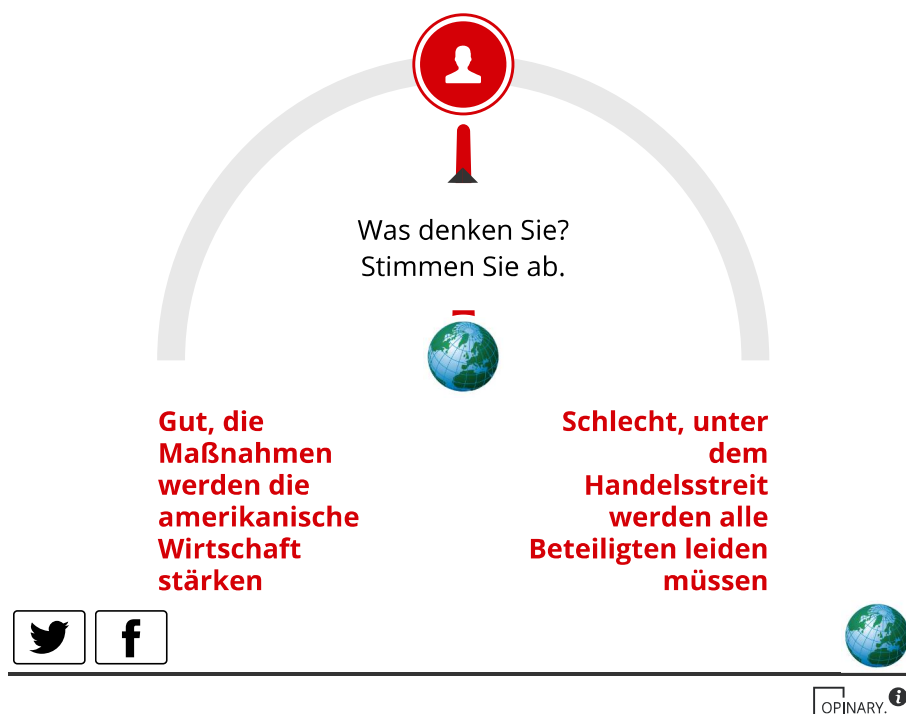 Was denken Sie?
Stimmen Sie ab.
Gut, die
Maßnahmen
werden die
amerikanische
Wirtschaft
stärken
Schlecht, unter
dem
Handelsstreit
werden alle
Beteiligten leiden
müssen
OPINARY.